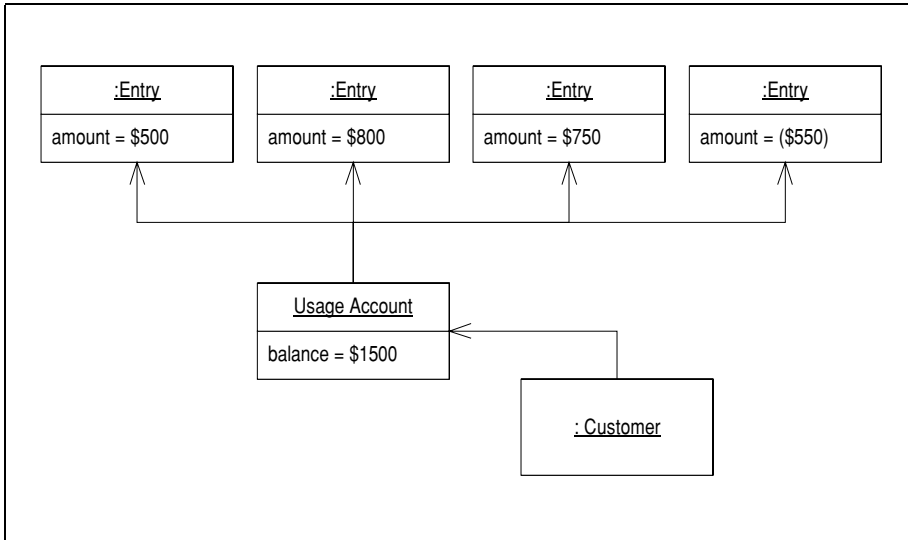 :Entry
amount = $500
:Entry
amount = $800
:Entry
amount = $750
:Entry
amount = ($550)
Usage Account
balance = $1500
: Customer